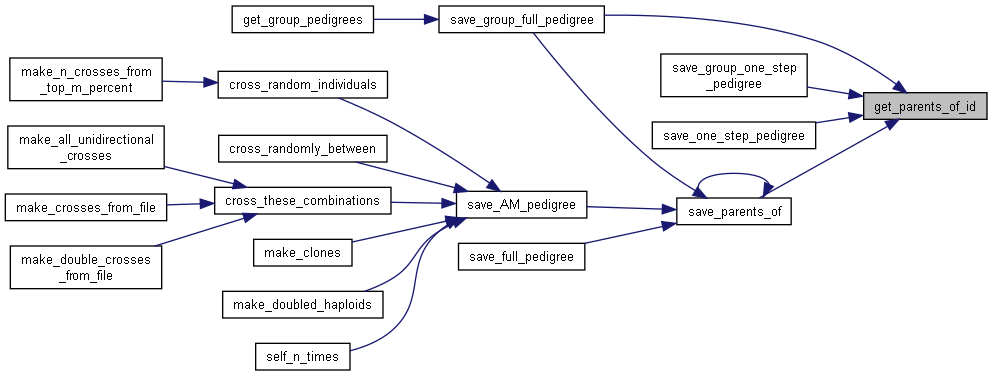 get_group_pedigrees
save_group_full_pedigree
make_n_crosses_from
_top_m_percent
cross_random_individuals
save_group_one_step
_pedigree
get_parents_of_id
make_all_unidirectional
_crosses
cross_randomly_between
save_one_step_pedigree
make_crosses_from_file
cross_these_combinations
save_AM_pedigree
save_parents_of
make_double_crosses
_from_file
make_clones
save_full_pedigree
make_doubled_haploids
self_n_times